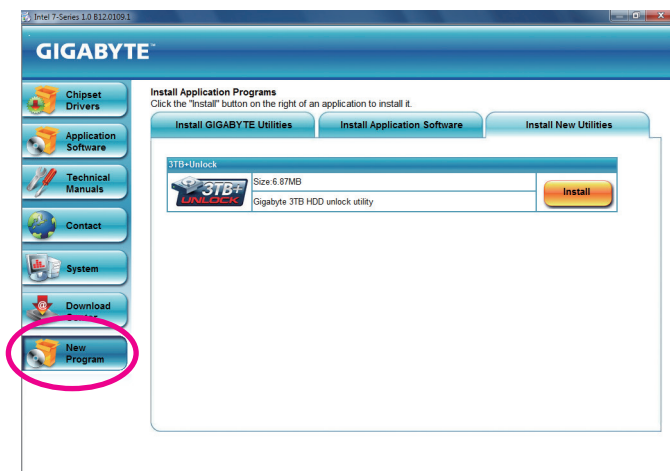 Intel 7-Series 1.0 B12.0109.1
GIGABYTE™
Chipset
Drivers
Application
Software
Technical
Manuals
Contact
System
Download
Center
New
Program
Install Application Programs
Click the "Install" button on the right of an application to install it.
Install GIGABYTE Utilities
Install Application Software
Install New Utilities
3TB+Unlock
3TB+
UNLOCK
Size:6.87MB
Gigabyte 3TB HDD unlock utility
Install